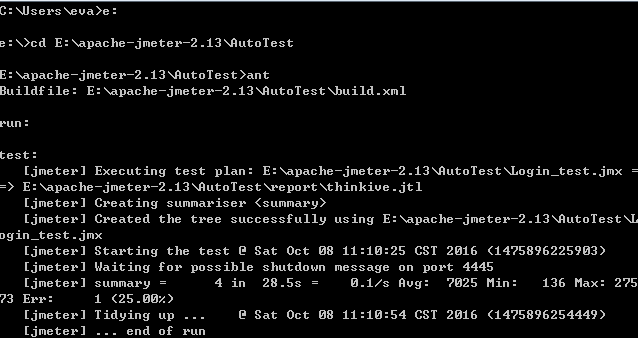 C:\Users\eva>e:
e:\>cd E:\apache-jmeter-2.13\AutoTest
E:\apache-jmeter-2.13\AutoTest>ant
Buildfile: E:\apache-jmeter-2.13\AutoTest\build.xml
run:
test:
[jmeter] Executing test plan: E:\apache-jmeter-2.13\AutoTest\Login_test.jmx =
=> E:\apache-jmeter-2.13\AutoTest\report\thinkive.jtl
[jmeter] Creating summariser <summary>
[jmeter] Created the tree successfully using E:\apache-jmeter-2.13\AutoTest\L
ogin_test.jmx
[jmeter] Starting the test @ Sat Oct 08 11:10:25 CST 2016 (1475896225903)
[jmeter] Waiting for possible shutdown message on port 4445
[jmeter] summary =      4 in  28.5s =    0.1/s Avg:  7025 Min:   136 Max: 275
73 Err:     1 (25.00%)
[jmeter] Tidying up ...    @ Sat Oct 08 11:10:54 CST 2016 (1475896254449)
[jmeter] ... end of run